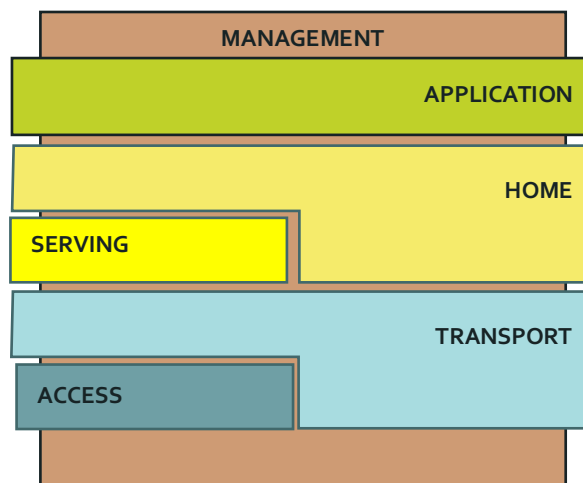 MANAGEMENT
APPLICATION
HOME
SERVING
TRANSPORT
ACCESS